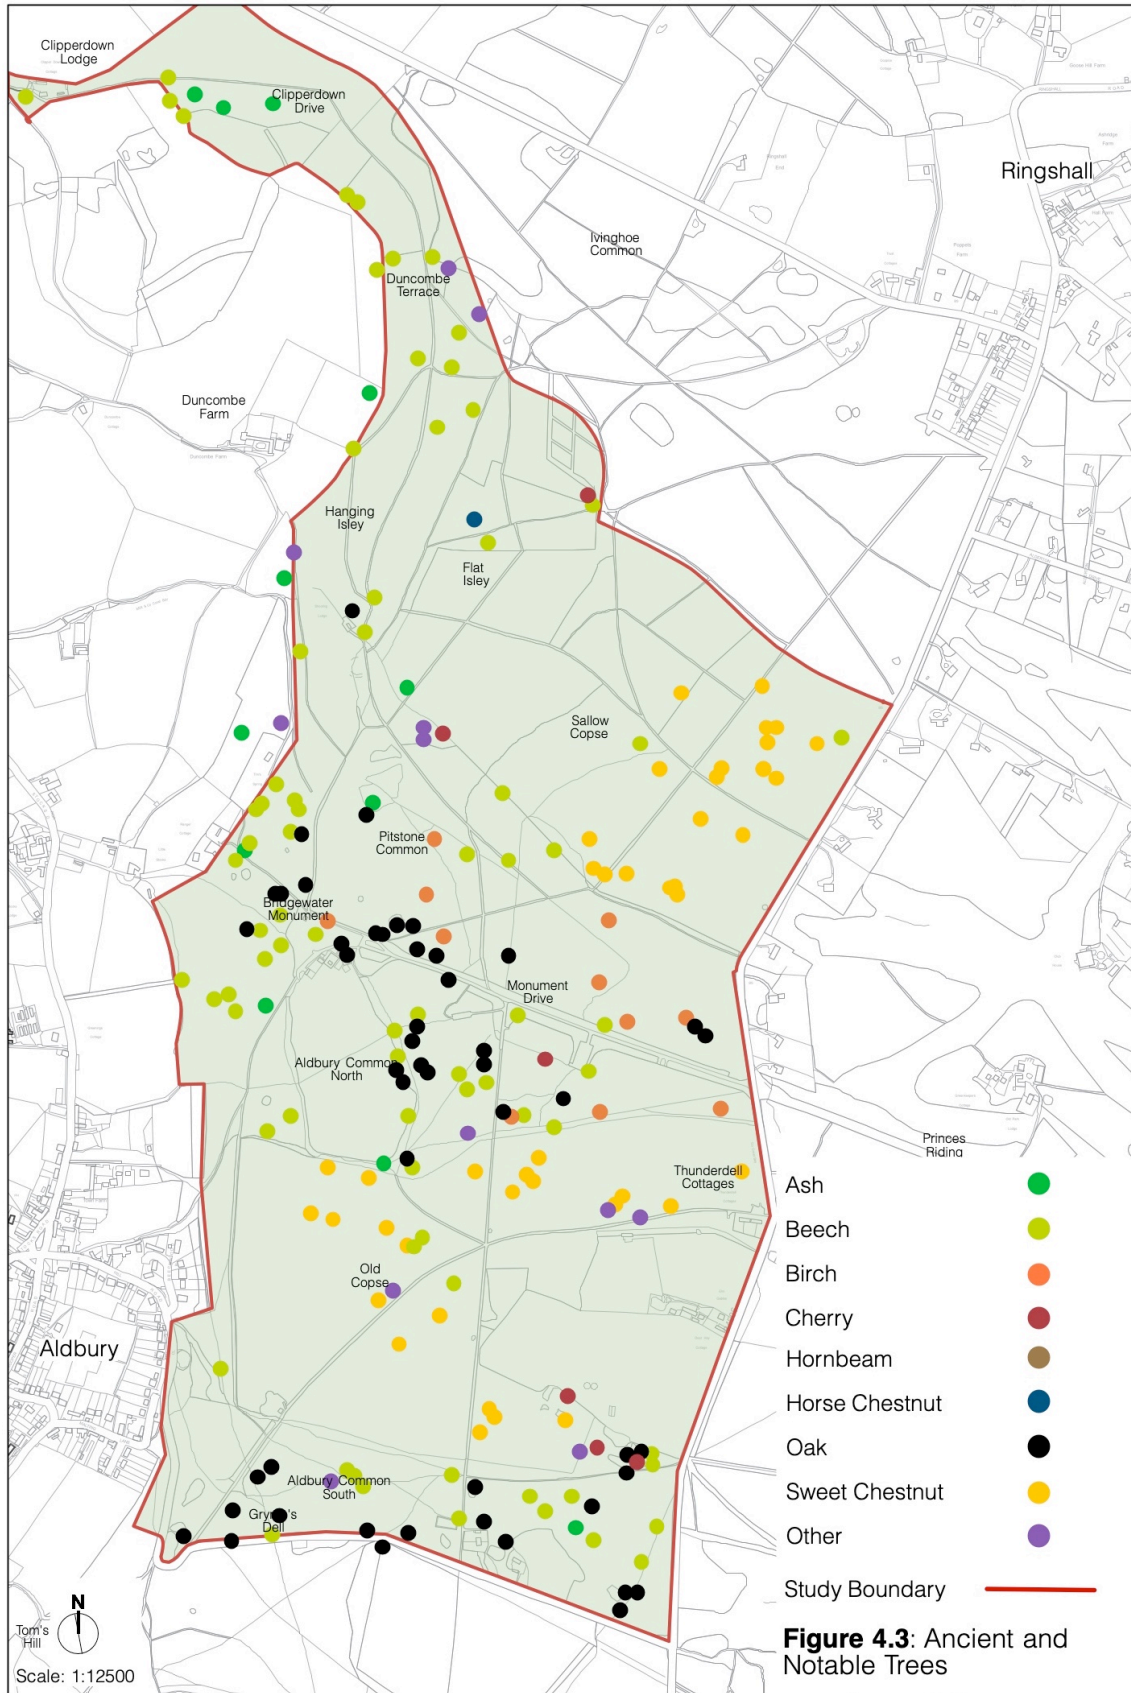 Clipperdown
Lodge
Clipperdown
Drive
Ringshall
Ivinghoe
Common
Duncombe
Terrace
Duncombe
Farm
Hanging
Isley
Flat
Isley
Sallow
Copse
Pitstone
Common
Bridgewater
Monument
Monument
Drive
Aldbury Common
North
Princes
Riding
Thunderdell
Cottages
Old
Copse
Aldbury
Aldbury Common
South
Dell
Ash
Beech
Birch
Cherry
Hornbeam
Horse Chestnut
Oak
Sweet Chestnut
Other
Study Boundary
Figure 4.3: Ancient and
Notable Trees
N
Tom's
Hill
Scale: 1:12500